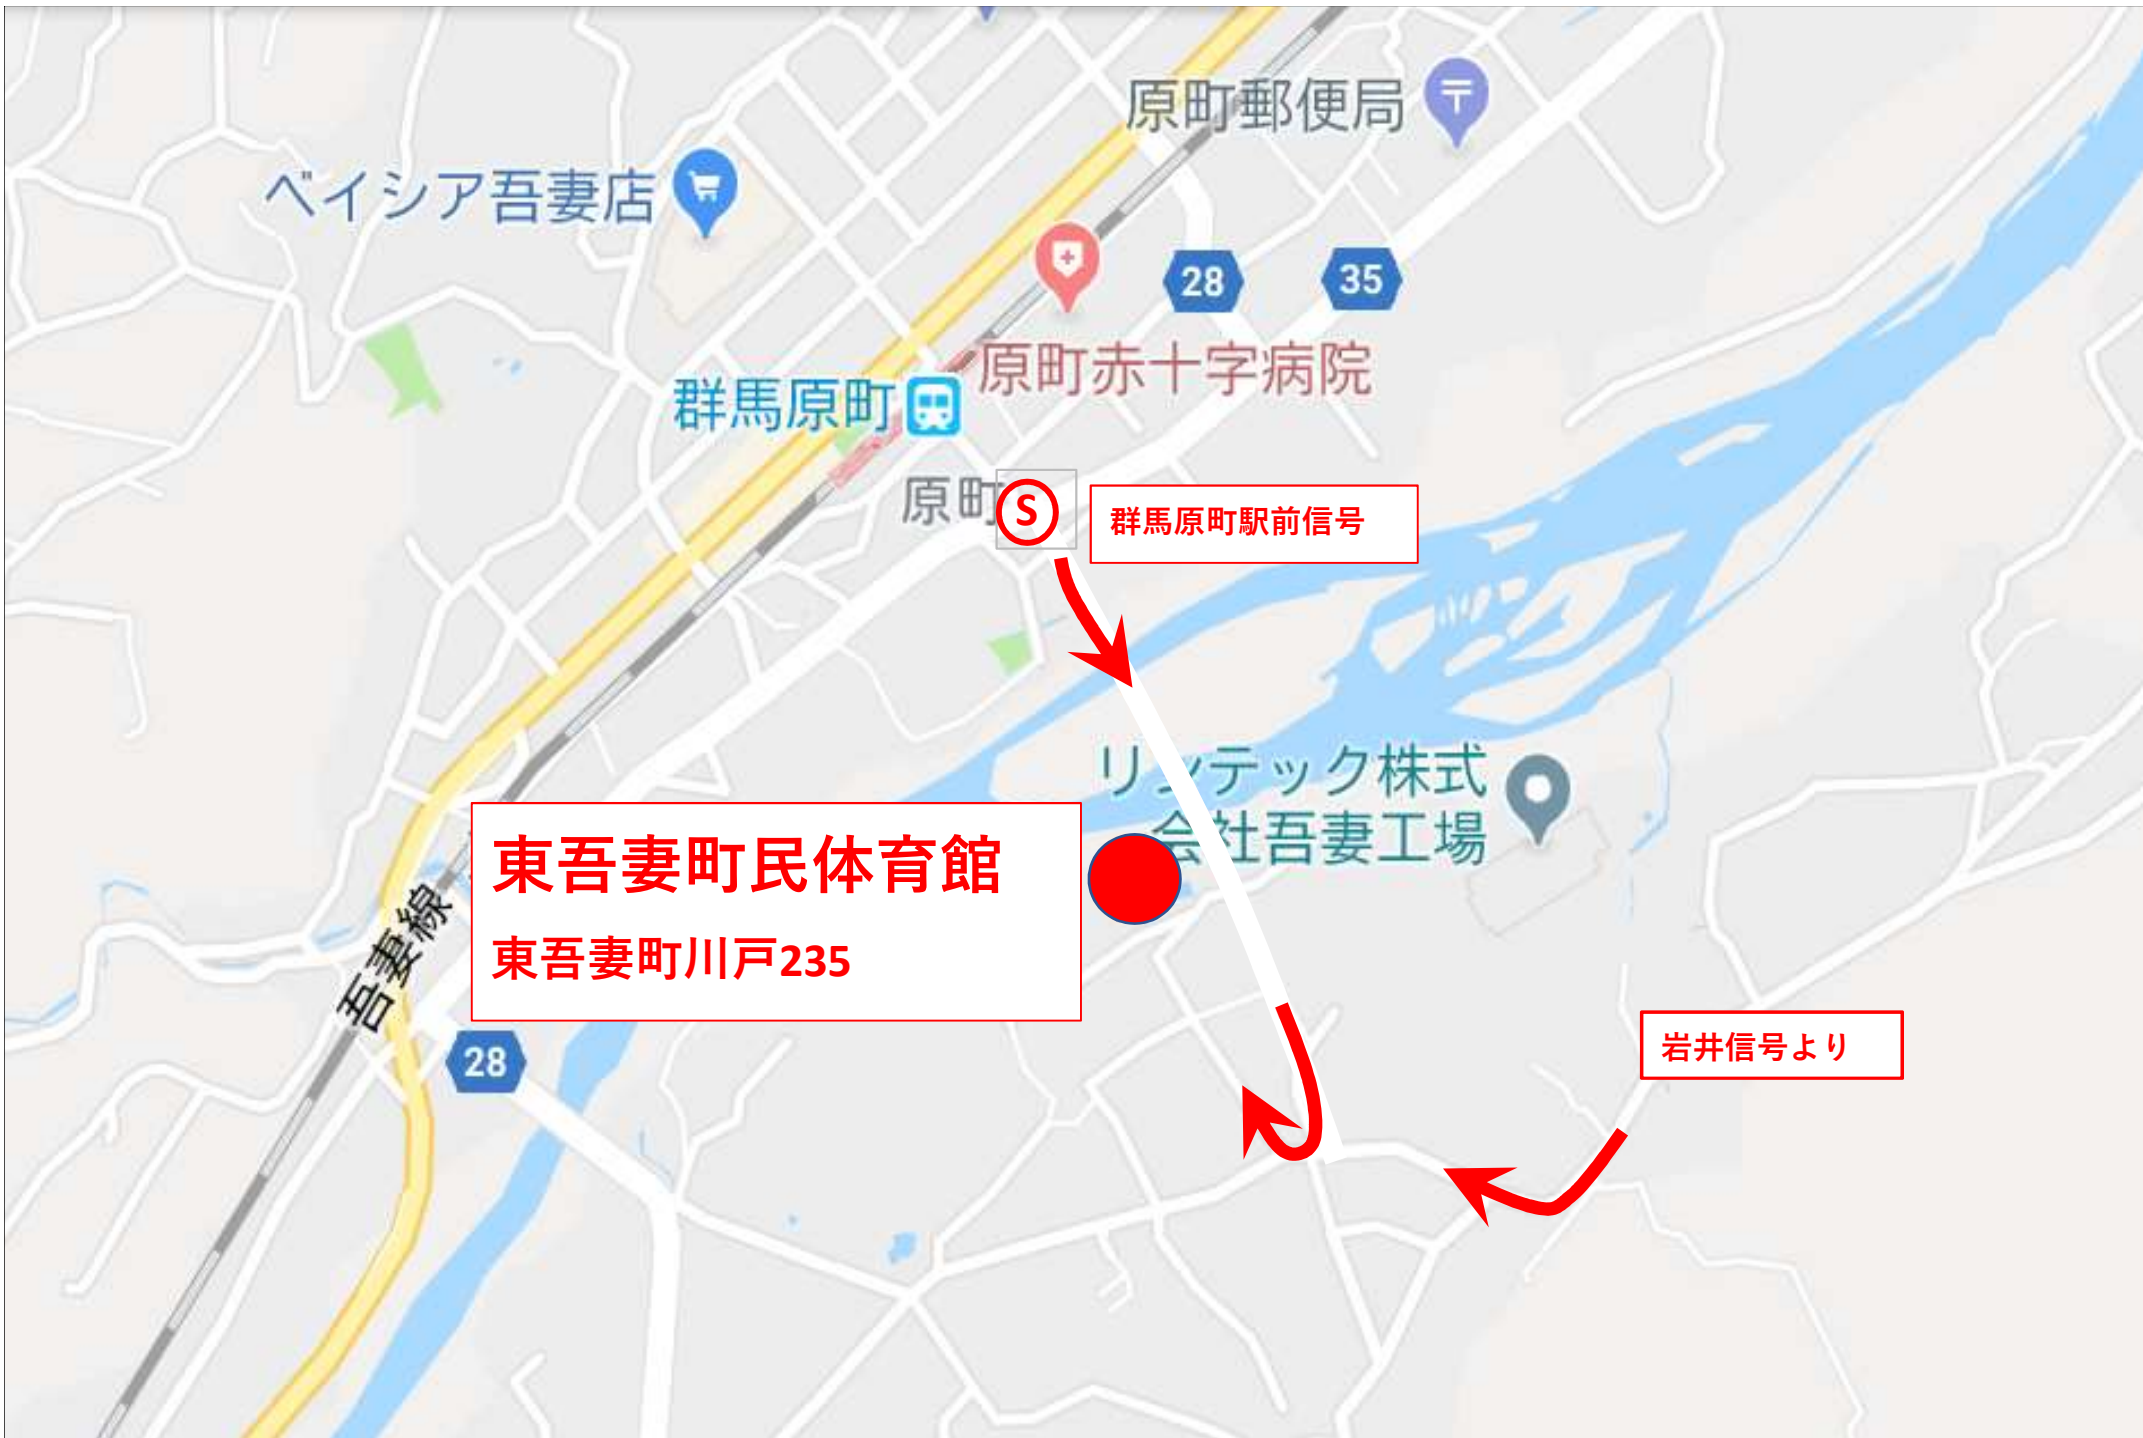 原町郵便局
ベイシア吾妻店
28
35
原町赤十字病院
群馬原町
原町
S
群馬原町駅前信号
リンテック株式
会社吾妻工場
東吾妻町民体育館
東吾妻町川戸235
吾妻線
岩井信号より
28